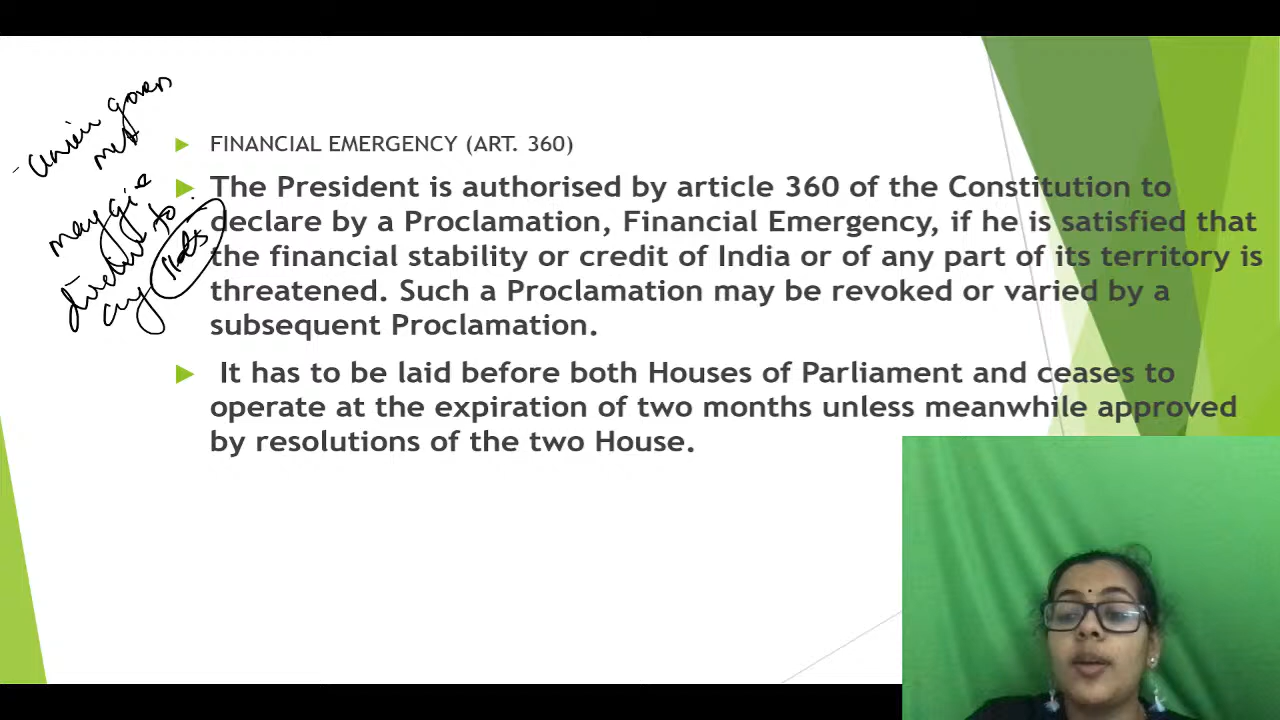 union govern
ment
may give
direction to
any State
FINANCIAL EMERGENCY (ART. 360)
The President is authorised by article 360 of the Constitution to
declare by a Proclamation, Financial Emergency, if he is satisfied that
the financial stability or credit of India or of any part of its territory is
threatened. Such a Proclamation may be revoked or varied by a
subsequent Proclamation.
It has to be laid before both Houses of Parliament and ceases to
operate at the expiration of two months unless meanwhile approved
by resolutions of the two House.